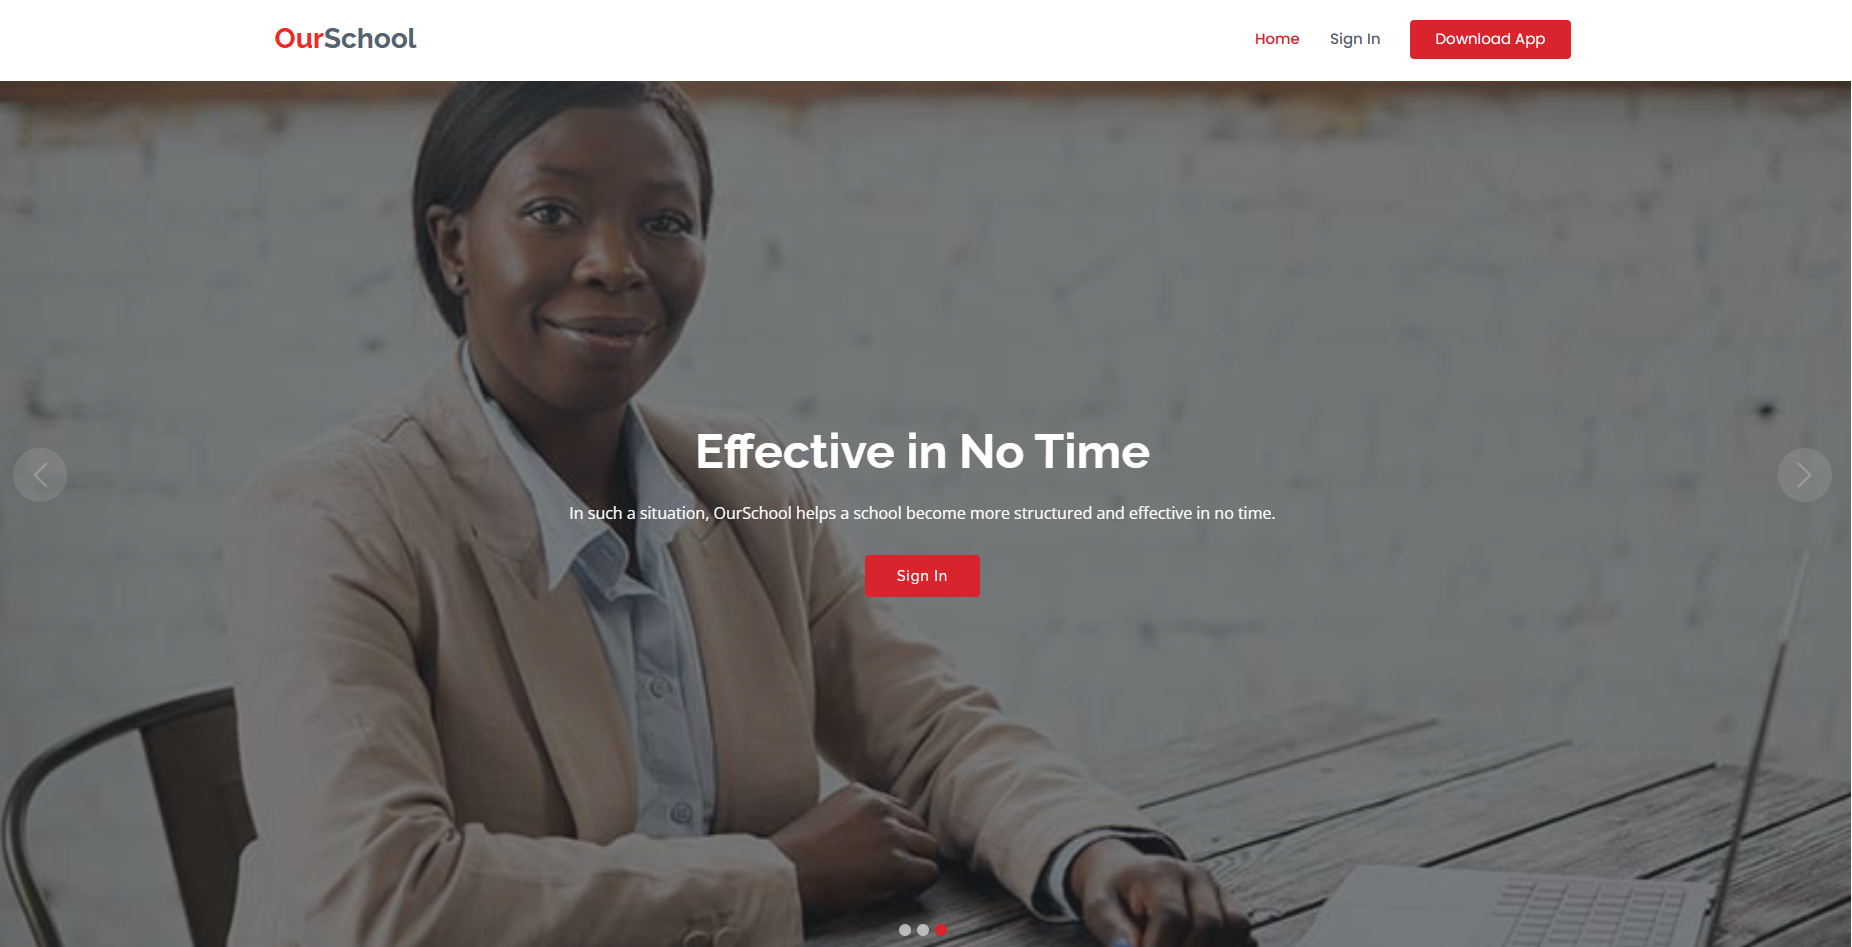 OurSchool
Home
Sign In
Download App
Effective in No Time
In such a situation, OurSchool helps a school become more structured and effective in no time.
Sign In